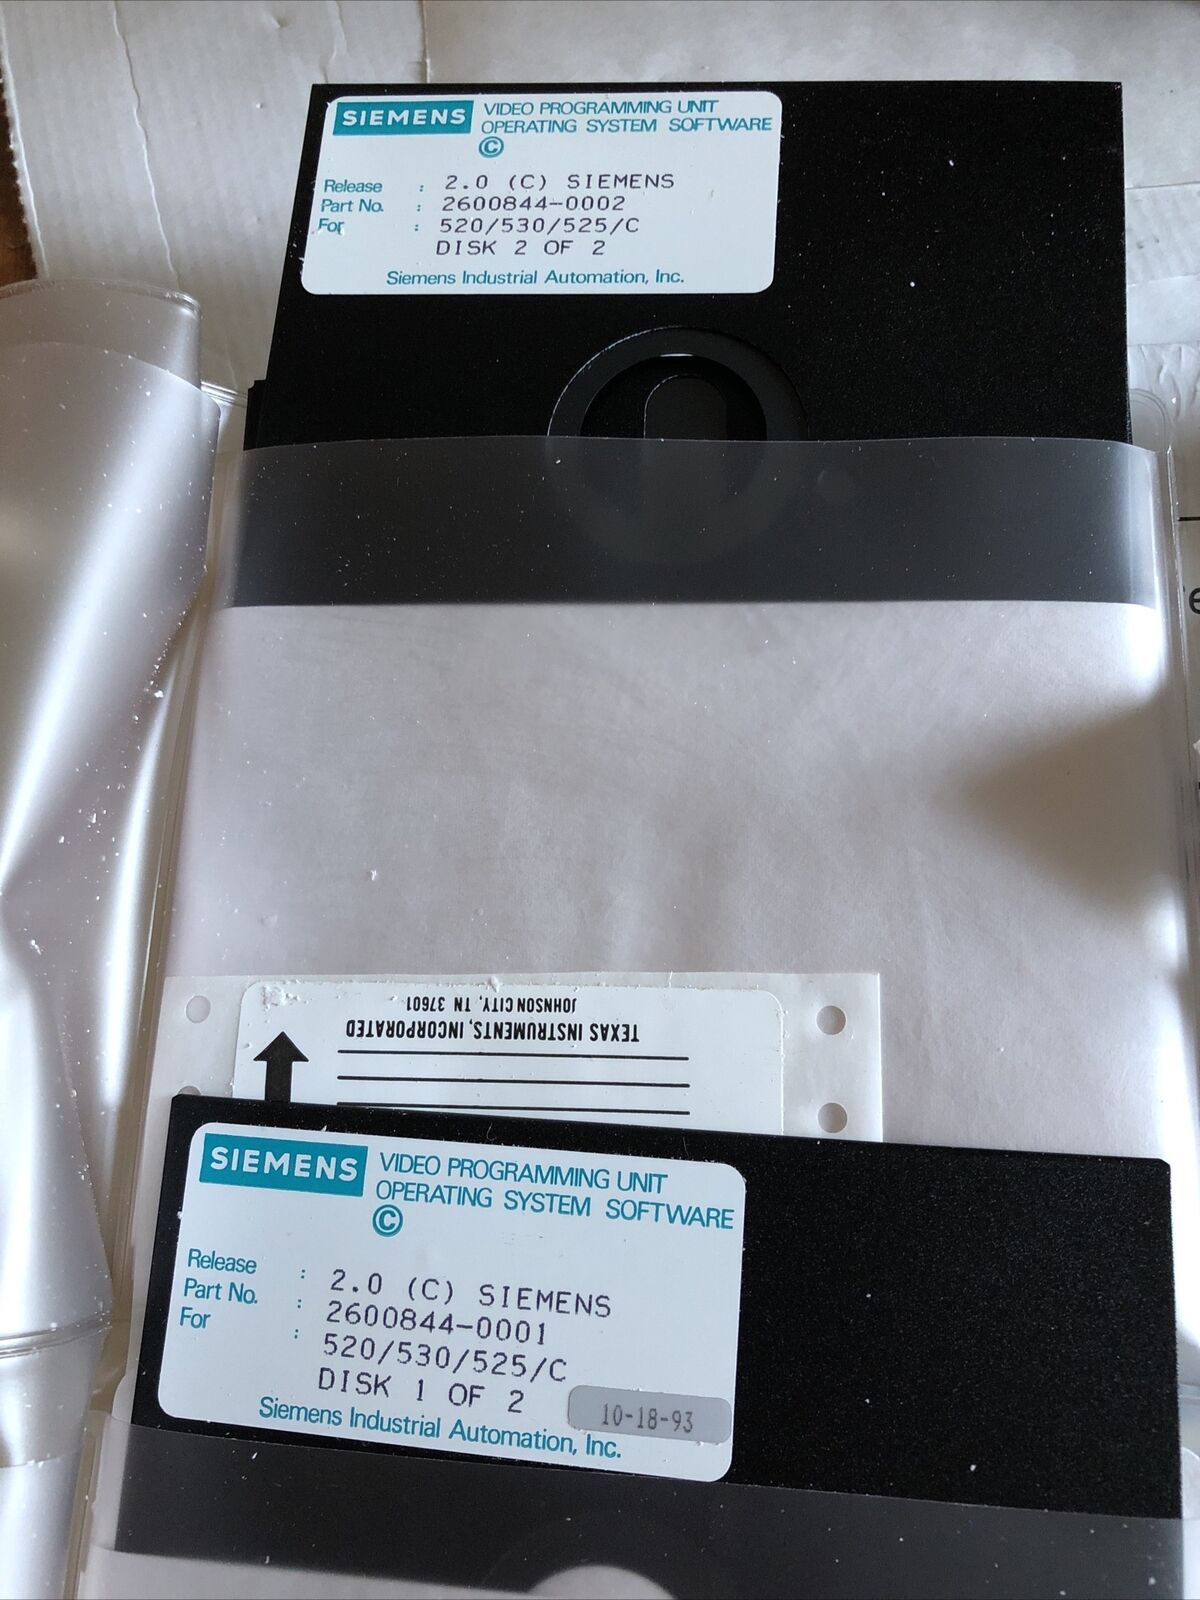 SIEMENS
VIDEO PROGRAMMING UNIT
OPERATING SYSTEM SOFTWARE
©
Release : 2.0 (C) SIEMENS
Part No. : 2600844-0002
For : 520/530/525/C
DISK 2 OF 2
Siemens Industrial Automation, Inc.
TEXAS INSTRUMENTS, INCORPORATED
JOHNSON CITY, TN 37601
SIEMENS
VIDEO PROGRAMMING UNIT
OPERATING SYSTEM SOFTWARE
©
Release : 2.0 (C) SIEMENS
Part No. : 2600844-0001
For : 520/530/525/C
DISK 1 OF 2
10-18-93
Siemens Industrial Automation, Inc.